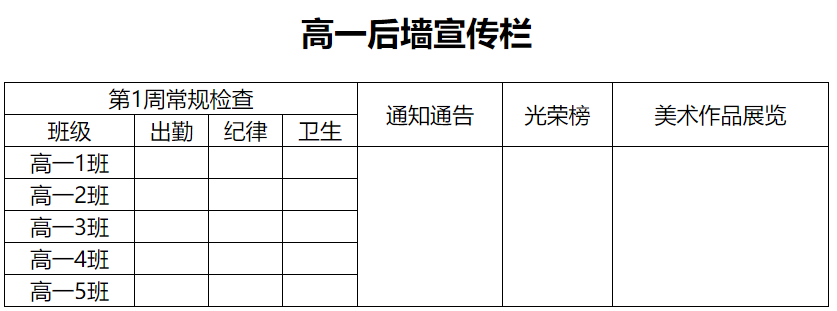 高一后墙宣传栏
第1周常规检查 通知通告 光荣榜 美术作品展览
班级 出勤 纪律 卫生
高一1班
高一2班
高一3班
高一4班
高一5班